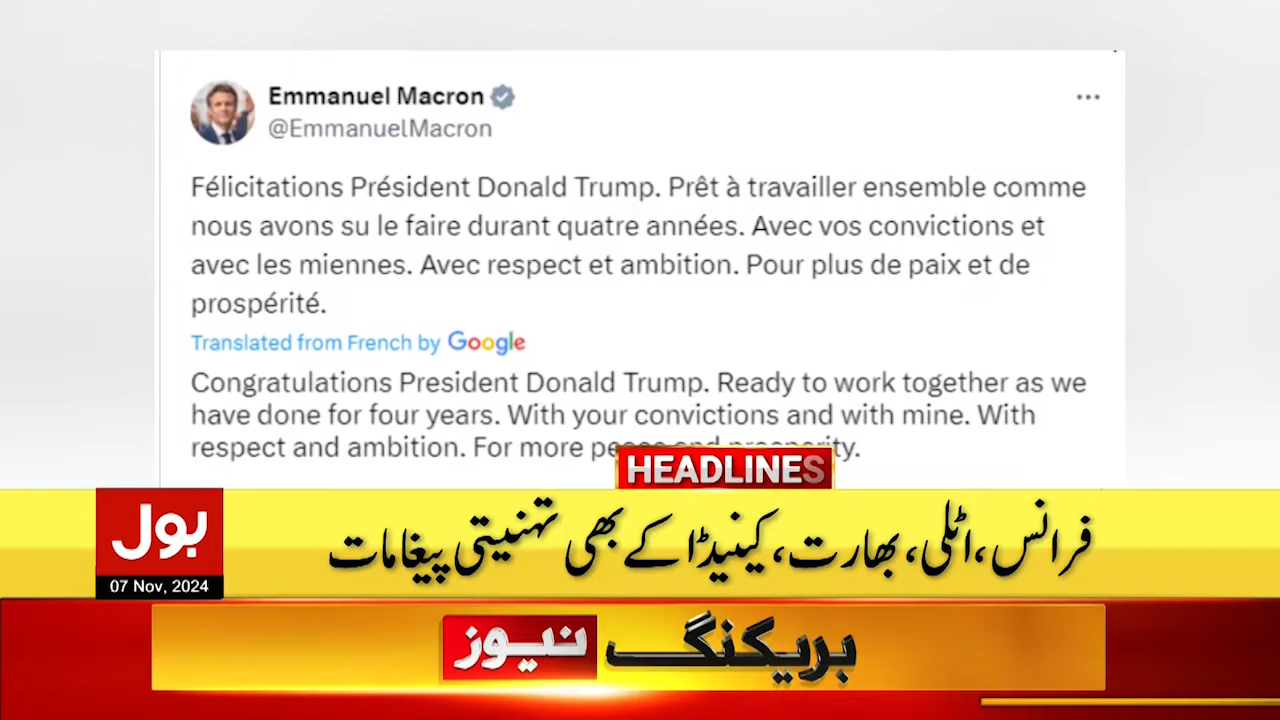 Emmanuel Macron
@EmmanuelMacron
Félicitations Président Donald Trump. Prêt à travailler ensemble comme
nous avons su le faire durant quatre années. Avec vos convictions et
avec les miennes. Avec respect et ambition. Pour plus de paix et de
prospérité.
Translated from French by Google
Congratulations President Donald Trump. Ready to work together as we
have done for four years. With your convictions and with mine. With
respect and ambition. For more peace and prosperity.
HEADLINES
فرانس، اٹلی، بھارت، کینیڈا کے بھی تہنیتی پیغامات
بول
07 Nov, 2024
بریکنگ نیوز